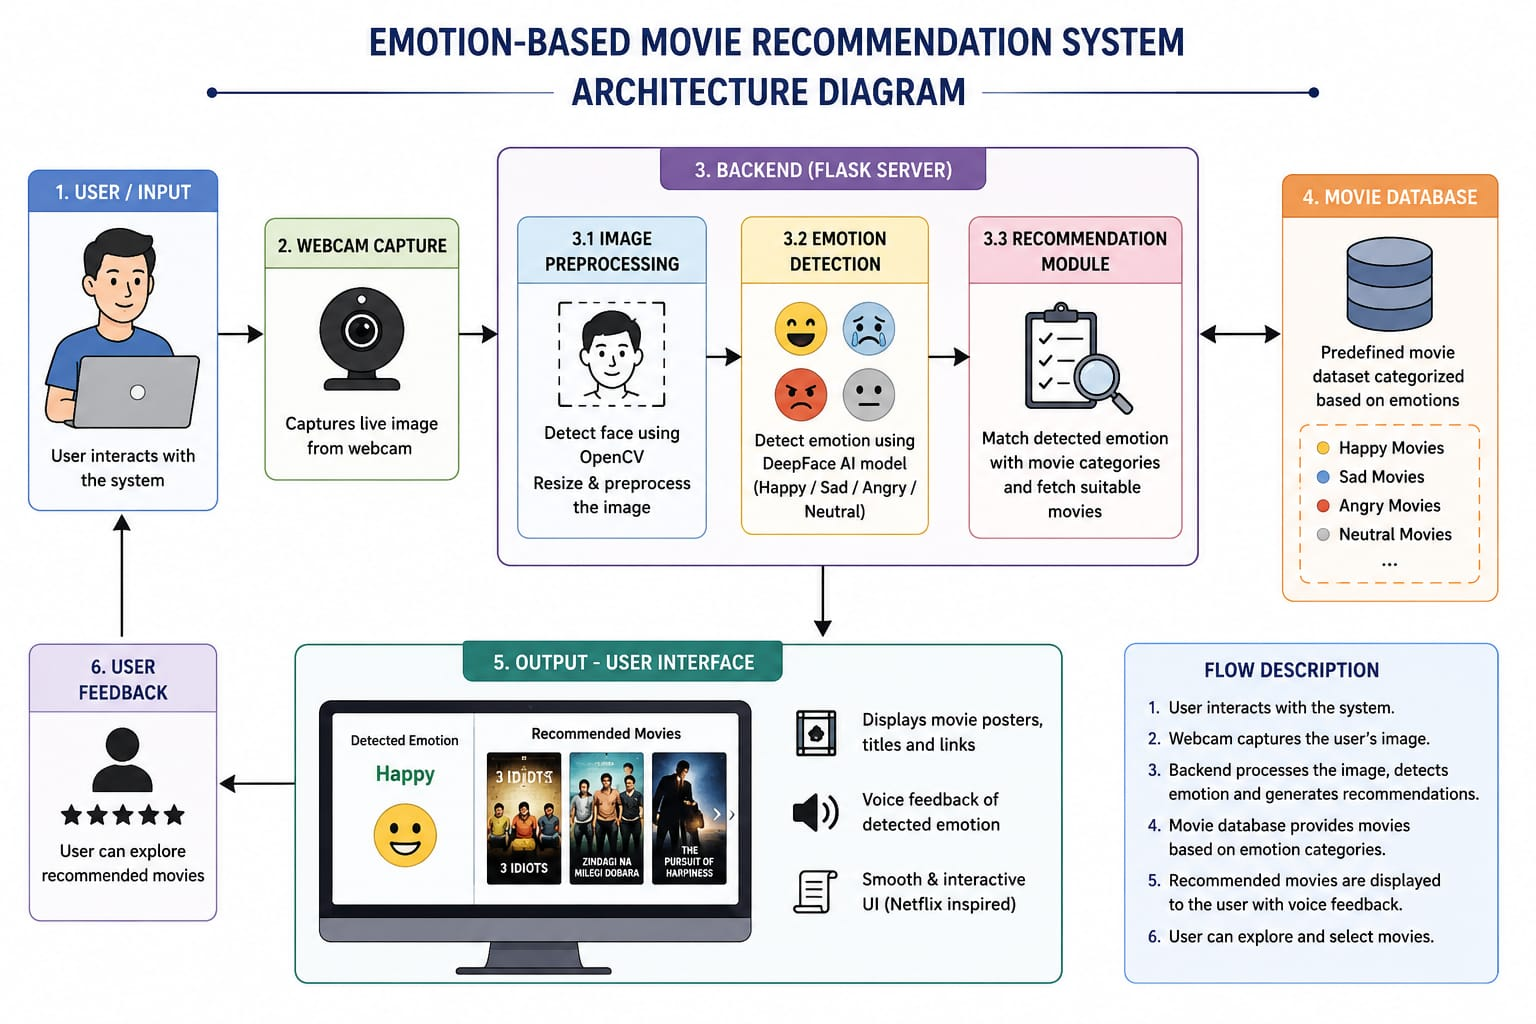 EMOTION-BASED MOVIE RECOMMENDATION SYSTEM
ARCHITECTURE DIAGRAM
1. USER / INPUT
User interacts with
the system
2. WEBCAM CAPTURE
Captures live image
from webcam
3. BACKEND (FLASK SERVER)
3.1 IMAGE
PREPROCESSING
Detect face using
OpenCV
Resize & preprocess
the image
3.2 EMOTION
DETECTION
Detect emotion using
DeepFace AI model
(Happy / Sad / Angry /
Neutral)
3.3 RECOMMENDATION
MODULE
Match detected emotion
with movie categories
and fetch suitable
movies
4. MOVIE DATABASE
Predefined movie
dataset categorized
based on emotions
Happy Movies
Sad Movies
Angry Movies
Neutral Movies
...
5. OUTPUT - USER INTERFACE
Detected Emotion
Happy
Recommended Movies
3 IDIOTS
3 IDIOTS
ZINDAGI NA
MILEGI DOBARA
THE
PURSUIT OF
Displays movie posters,
titles and links
Voice feedback of
detected emotion
Smooth & interactive
UI (Netflix inspired)
6. USER
FEEDBACK
User can explore
recommended movies
FLOW DESCRIPTION
1. User interacts with the system.
2. Webcam captures the user's image.
3. Backend processes the image, detects
emotion and generates recommendations.
4. Movie database provides movies
based on emotion categories.
5. Recommended movies are displayed
to the user with voice feedback.
6. User can explore and select movies.